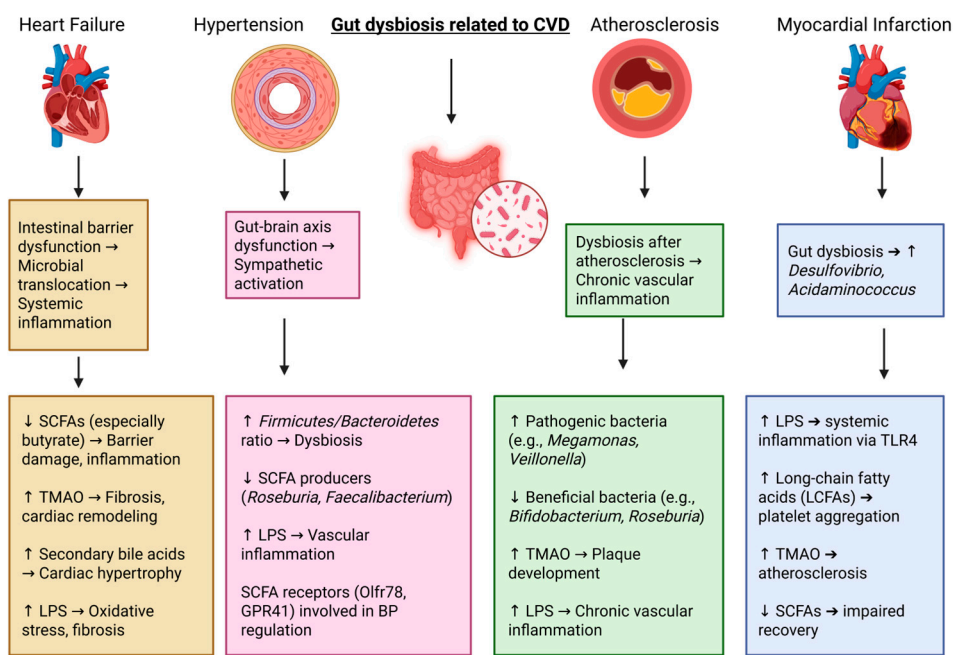 Heart Failure
Hypertension
Gut dysbiosis related to CVD
Atherosclerosis
Myocardial Infarction
Intestinal barrier
dysfunction →
Microbial
translocation →
Systemic
inflammation
Gut-brain axis
dysfunction →
Sympathetic
activation
Dysbiosis after
atherosclerosis →
Chronic vascular
inflammation
Gut dysbiosis → ↑
Desulfovibrio,
Acidaminococcus
↓ SCFAs (especially
butyrate) → Barrier
damage, inflammation
↑ TMAO → Fibrosis,
cardiac remodeling
↑ Secondary bile acids
→ Cardiac hypertrophy
↑ LPS → Oxidative
stress, fibrosis
↑ Firmicutes/Bacteroidetes
ratio → Dysbiosis
↓ SCFA producers
(Roseburia, Faecalibacterium)
↑ LPS → Vascular
inflammation
SCFA receptors (Olfr78,
GPR41) involved in BP
regulation
↑ Pathogenic bacteria
(e.g., Megamonas,
Veillonella)
↓ Beneficial bacteria (e.g.,
Bifidobacterium, Roseburia)
↑ TMAO → Plaque
development
↑ LPS → Chronic vascular
inflammation
↑ LPS → systemic
inflammation via TLR4
↑ Long-chain fatty
acids (LCFAs) →
platelet aggregation
↑ TMAO →
atherosclerosis
↓ SCFAs → impaired
recovery